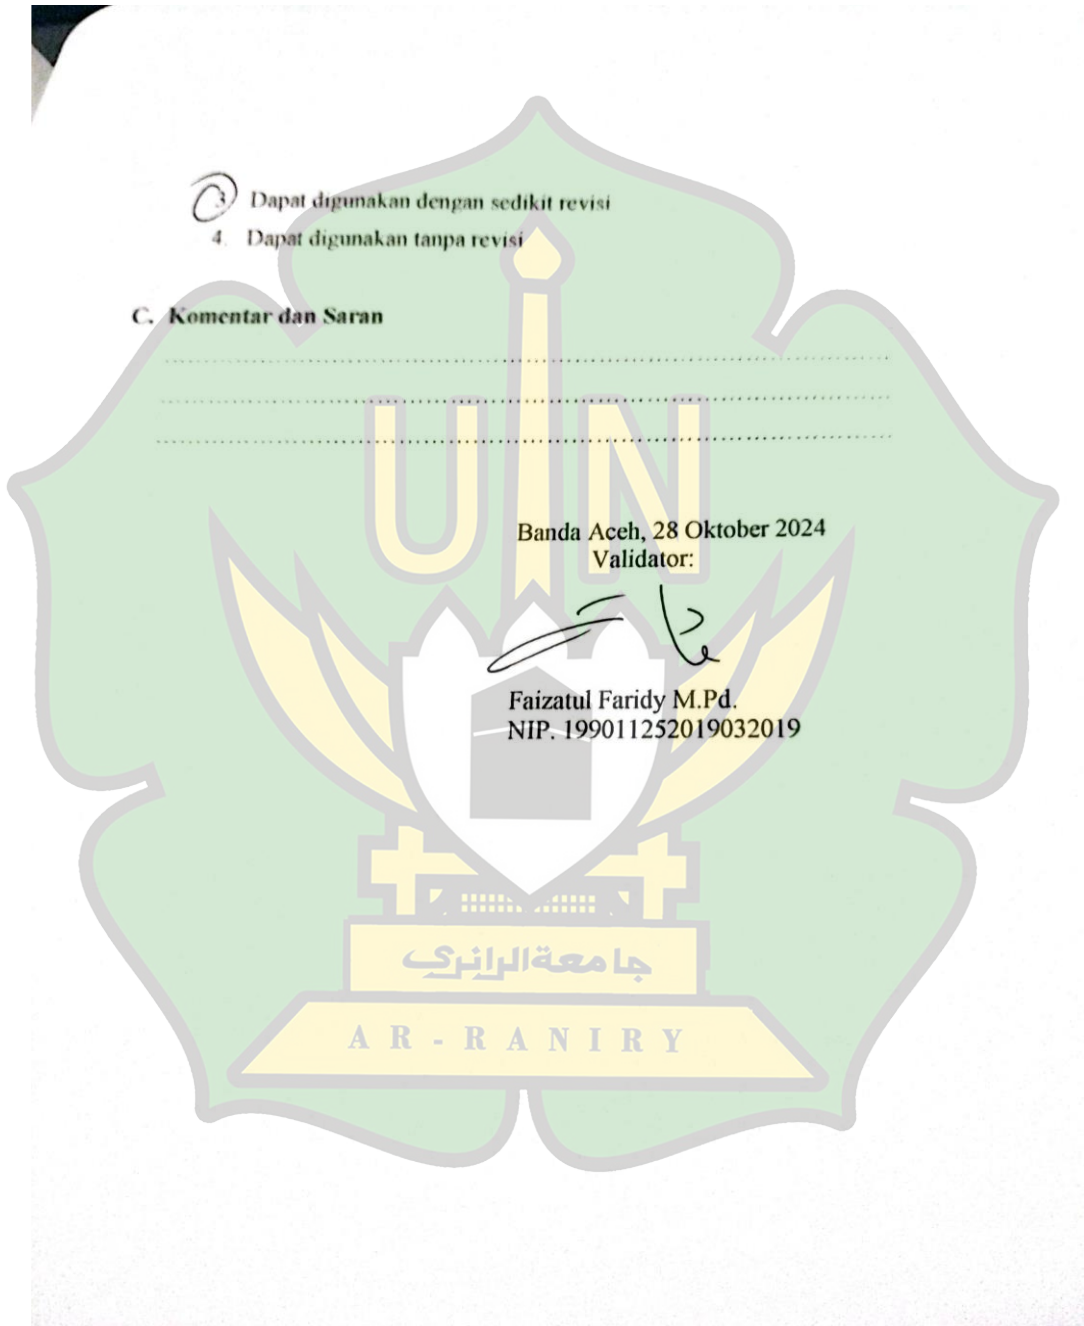 3 Dapat digunakan dengan sedikit revisi
4. Dapat digunakan tanpa revisi
C. Komentar dan Saran
................................................................
................................................................
................................................................
UIN
Banda Aceh, 28 Oktober 2024
Validator:
Faizatul Faridy M.Pd.
NIP. 199011252019032019
جامعة الرانري
AR-RANIRY